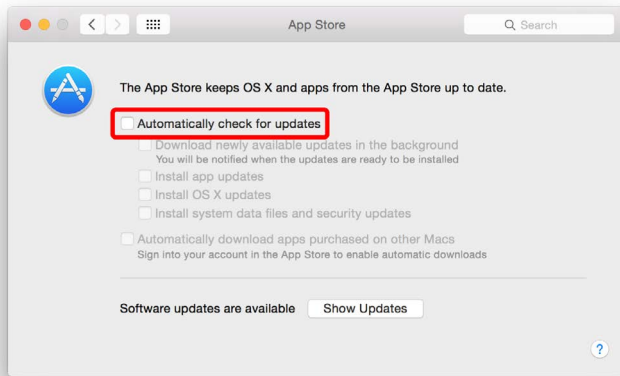 App Store
Search
The App Store keeps OS X and apps from the App Store up to date.
Automatically check for updates
Download newly available updates in the background
You will be notified when the updates are ready to be installed
Install app updates
Install OS X updates
Install system data files and security updates
Automatically download apps purchased on other Macs
Sign into your account in the App Store to enable automatic downloads
Software updates are available
Show Updates
?